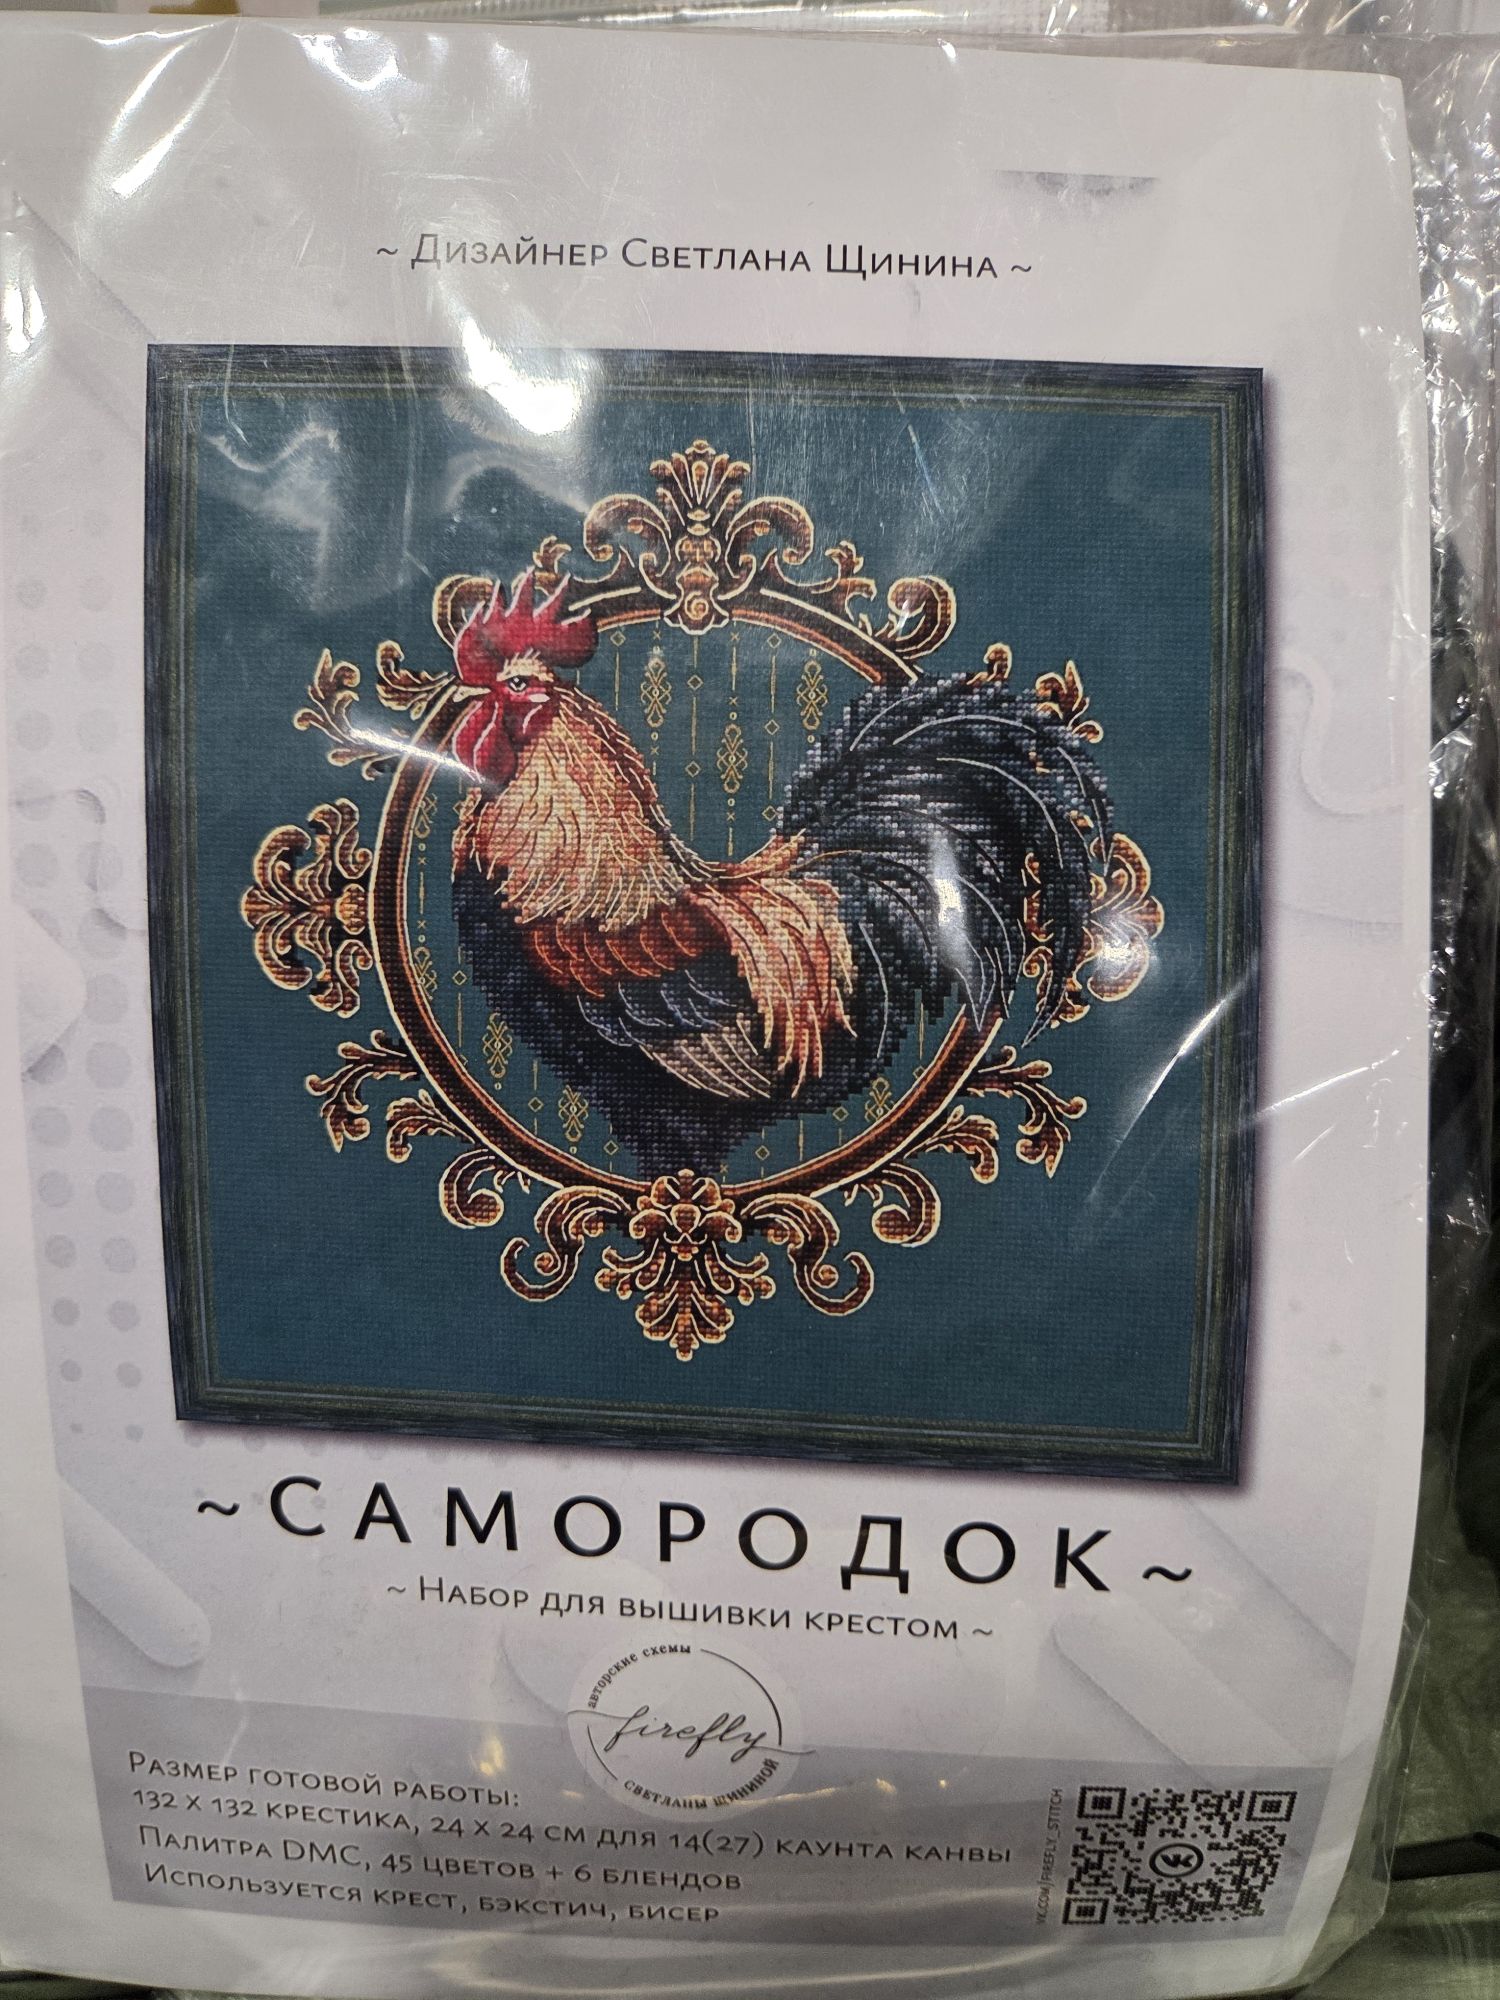 ~ Дизайнер Светлана Щинина ~
~САМОРОДОК~
~ Набор для вышивки крестом ~
авторские схемы
firefly
Светланы Щининой
Размер готовой работы:
132 х 132 крестика, 24 х 24 см для 14(27) каунта канвы
Палитра DMC, 45 цветов + 6 блендов
Используется крест, бэкстич, бисер
vk.com/firefly_stitch